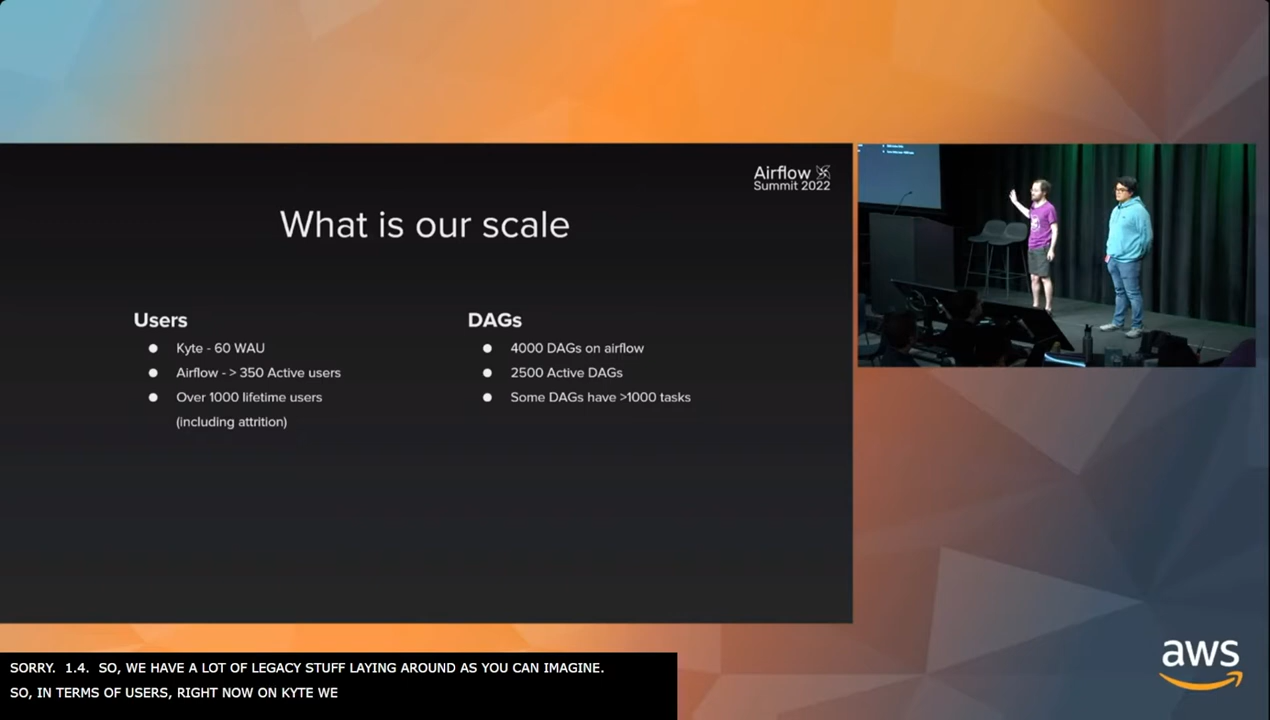 Airflow
Summit 2022
What is our scale
Users
Kyte - 60 WAU
Airflow - > 350 Active users
Over 1000 lifetime users
(including attrition)
DAGs
4000 DAGs on airflow
2500 Active DAGs
Some DAGs have >1000 tasks
aws
SORRY.  1.4.  SO, WE HAVE A LOT OF LEGACY STUFF LAYING AROUND AS YOU CAN IMAGINE.
SO, IN TERMS OF USERS, RIGHT NOW ON KYTE WE